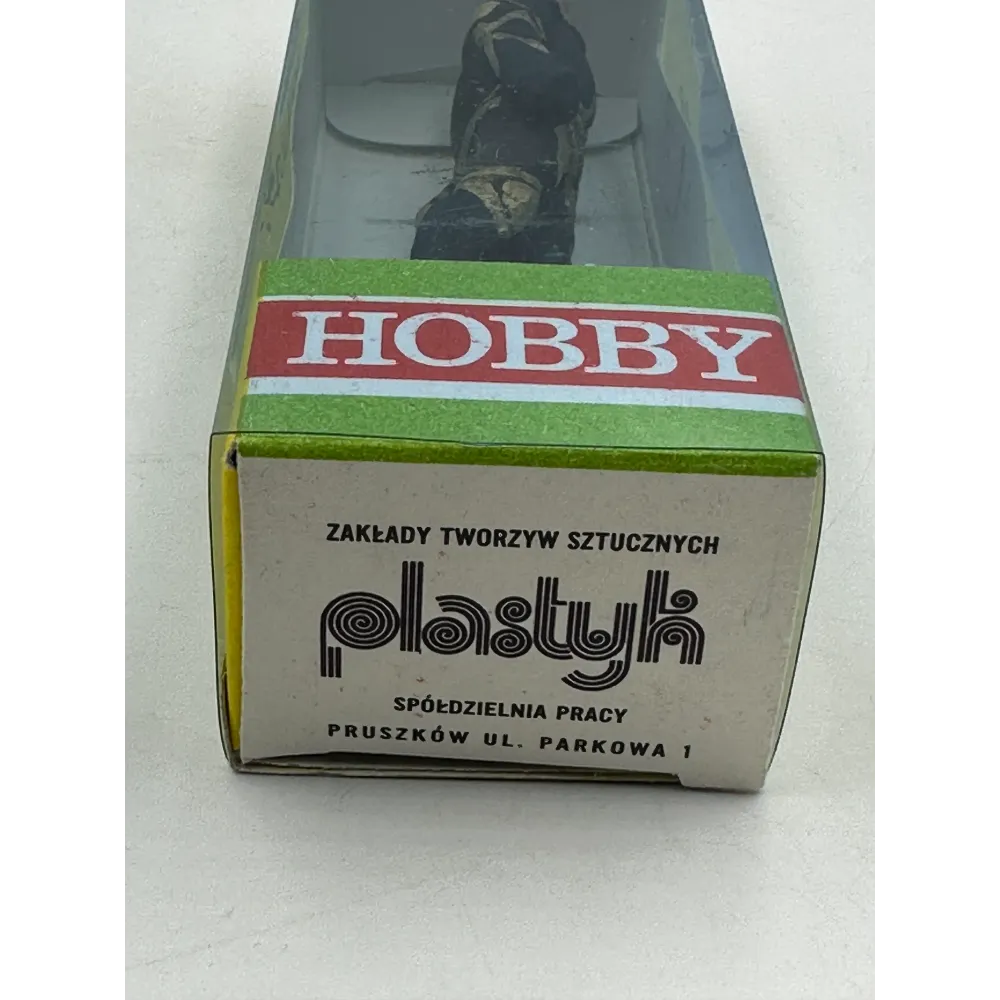 HOBBY
ZAKŁADY TWORZYW SZTUCZNYCH
plastyk
SPÓŁDZIELNIA PRACY
PRUSZKÓW UL. PARKOWA 1